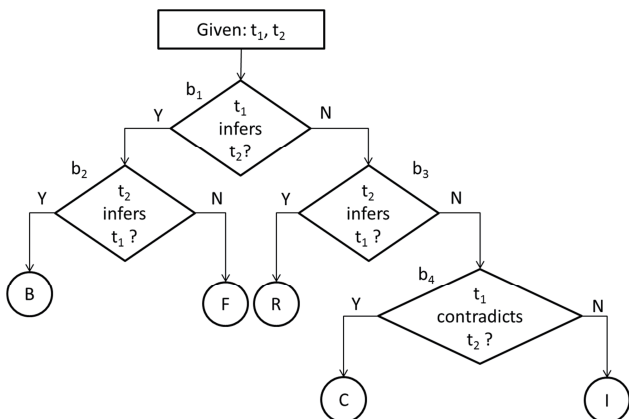 Given: t₁, t₂
b₁
t₁
infers
t₂?
Y
N
b₂
t₂
infers
t₁ ?
Y
N
b₃
t₂
infers
t₁ ?
Y
N
B
F
R
b₄
t₁
contradicts
t₂ ?
Y
N
C
I